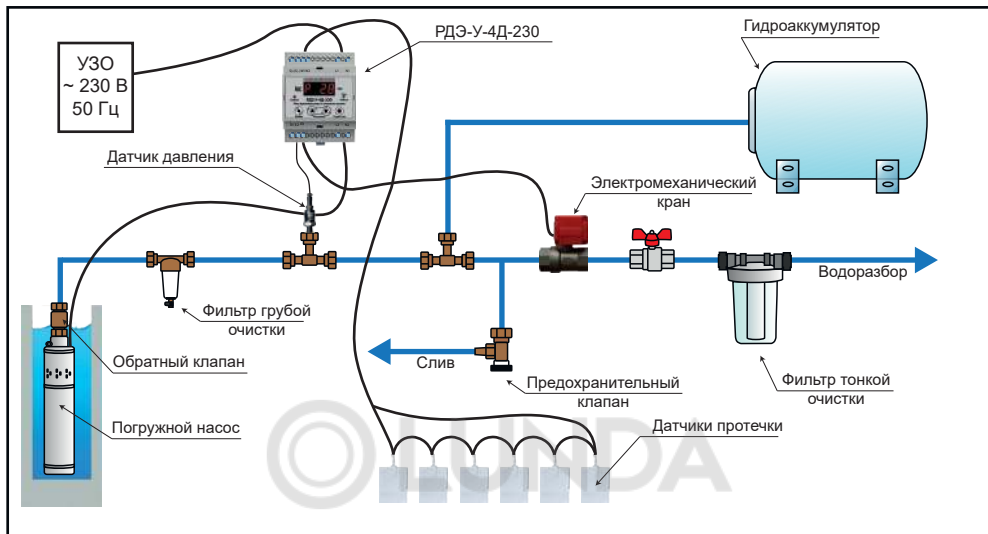 УЗО
~ 230 В
50 Гц
РДЭ-У-4Д-230
Гидроаккумулятор
Датчик давления
Электромеханический
кран
Водоразбор
Фильтр грубой
очистки
Обратный клапан
Слив
Предохранительный
клапан
Фильтр тонкой
очистки
Погружной насос
Датчики протечки
LUNDA